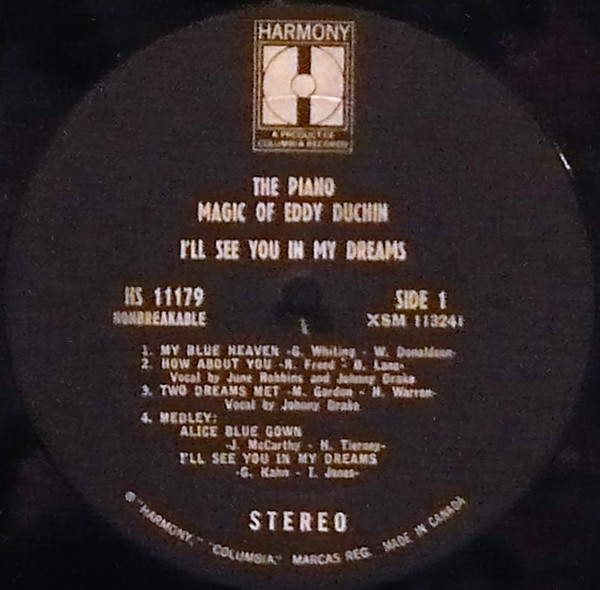 HARMONY
A PRODUCT OF
COLUMBIA RECORDS
THE PIANO
MAGIC OF EDDY DUCHIN
I'LL SEE YOU IN MY DREAMS
HS 11179
NONBREAKABLE
SIDE 1
XSM 113241
1
1. MY BLUE HEAVEN -G. Whiting - W. Donaldson-
2. HOW ABOUT YOU -R. Freed - B. Lane-
Vocal by June Robbins and Johnny Drake
3. TWO DREAMS MET -M. Gordon - H. Warren-
Vocal by Johnny Drake
4. MEDLEY:
ALICE BLUE GOWN
-J. McCarthy - H. Tierney-
I'LL SEE YOU IN MY DREAMS
-G. Kahn - I. Jones-
STEREO
® "HARMONY," "COLUMBIA," MARCAS REG. MADE IN CANADA